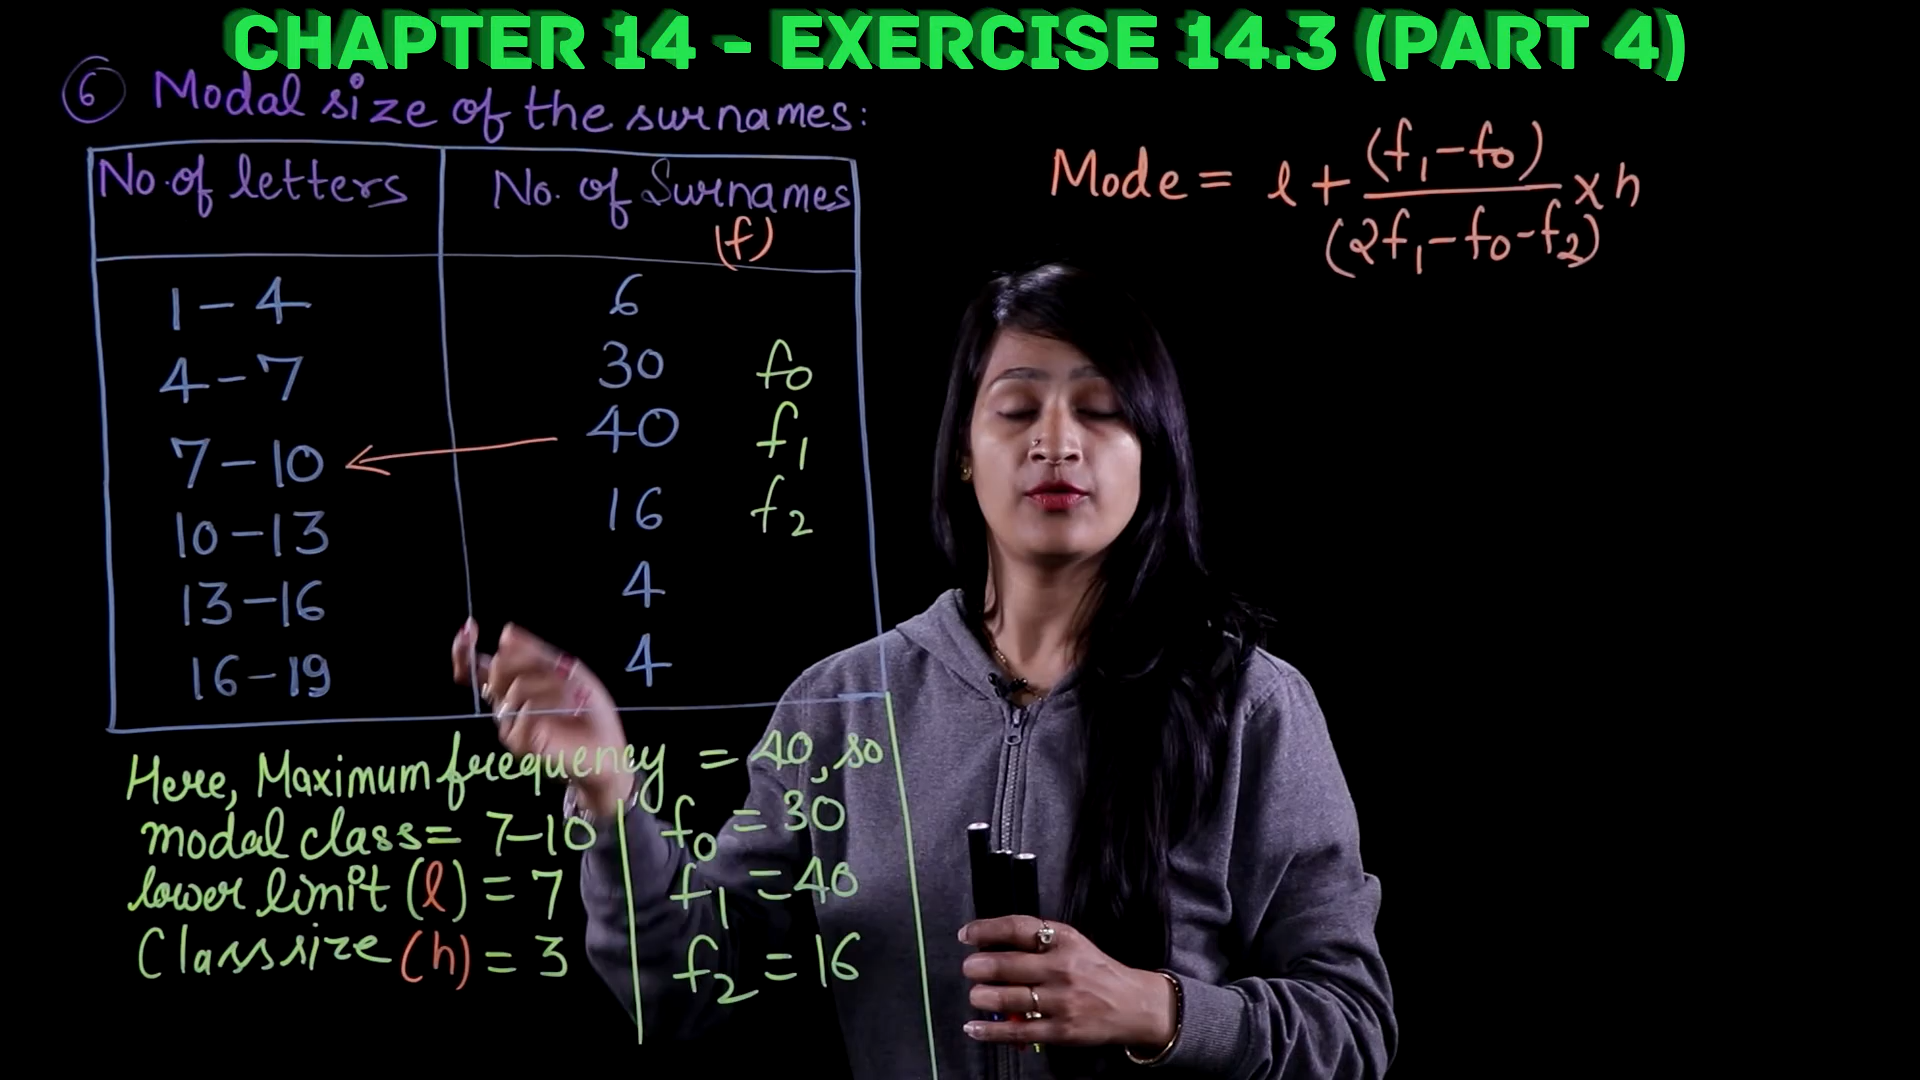 CHAPTER 14 - EXERCISE 14.3 (PART 4)
6 Modal size of the surnames:
No. of letters No. of Surnames (f)
1-4 6
4-7 30 f0
7-10 40 f1
10-13 16 f2
13-16 4
16-19 4
Here, Maximum frequency = 40, so
modal class = 7-10
lower limit (l) = 7
Class size (h) = 3
f0 = 30
f1 = 40
f2 = 16
Mode = l + (f1-f0) / (2f1-f0-f2) x h